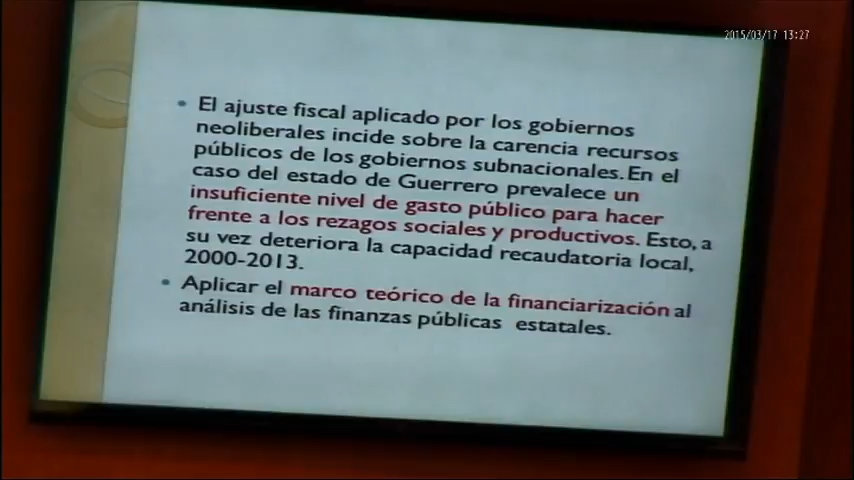 2015/03/17 13:27
• El ajuste fiscal aplicado por los gobiernos
neoliberales incide sobre la carencia recursos
públicos de los gobiernos subnacionales. En el
caso del estado de Guerrero prevalece un
insuficiente nivel de gasto público para hacer
frente a los rezagos sociales y productivos. Esto, a
su vez deteriora la capacidad recaudatoria local,
2000-2013.
• Aplicar el marco teórico de la financiarización al
análisis de las finanzas públicas estatales.